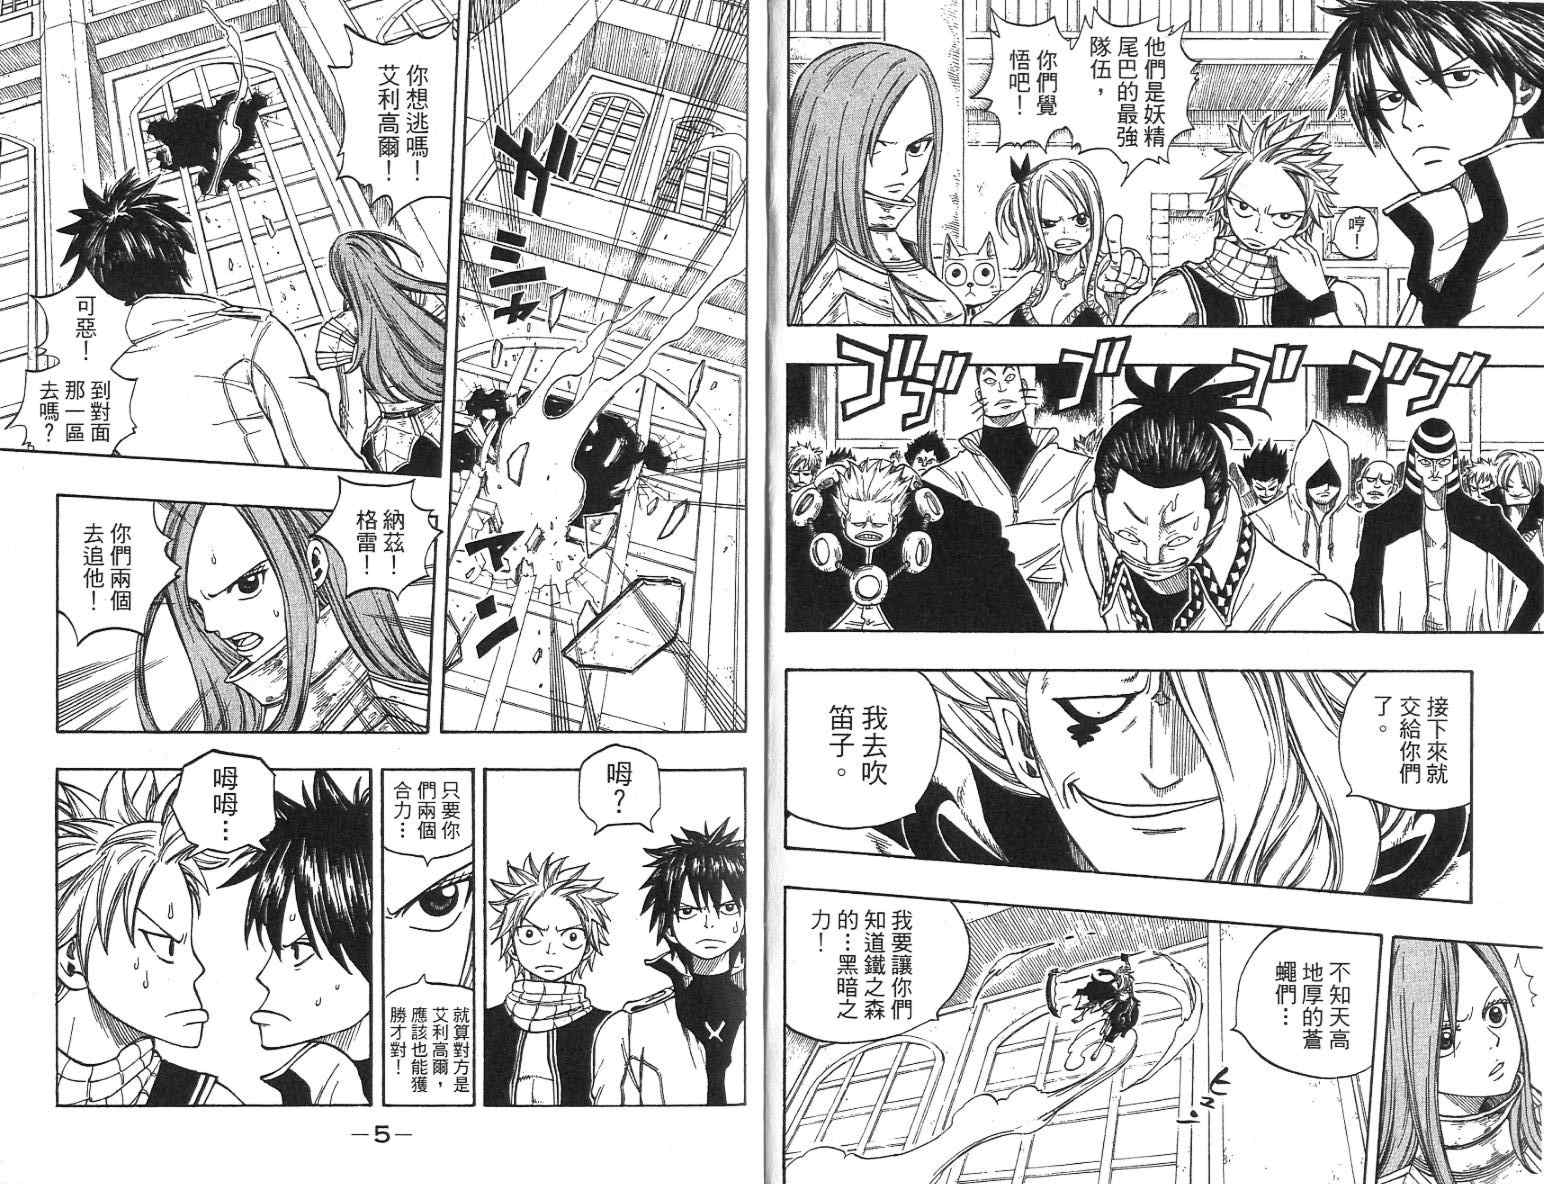 他們是妖精
尾巴的最強
隊伍，
你們覺
悟吧！
哼！
ゴゴゴ
ゴゴ
ゴゴ
ゴゴゴ
接下來就
交給你們
了。
我去吹
笛子。
不知天高
地厚的蒼
蠅們…
我要讓你們
知道鐵之森
的…黑暗之
力！
ガシャァン
你想逃嗎！
艾利高爾！
可惡！
到對面
那一區
去嗎？
納茲！
格雷！
你們兩個
去追他！
呣？
只要你
們兩個
合力…
就算對方是
艾利高爾，
應該也能獲
勝才對！
呣呣…
—5—